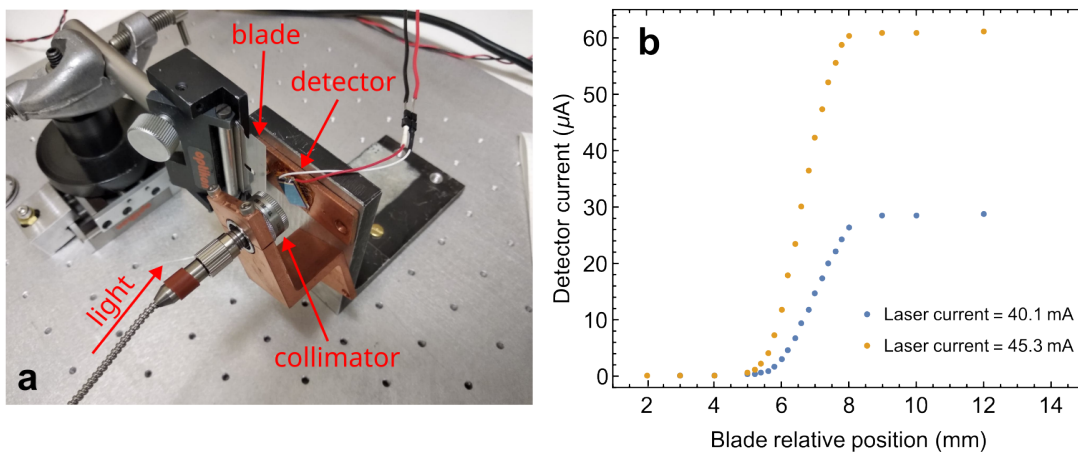 blade
detector
light
collimator
a
b
60
50
40
30
20
10
0
Detector current (μA)
Laser current = 40.1 mA
Laser current = 45.3 mA
2 4 6 8 10 12 14
Blade relative position (mm)